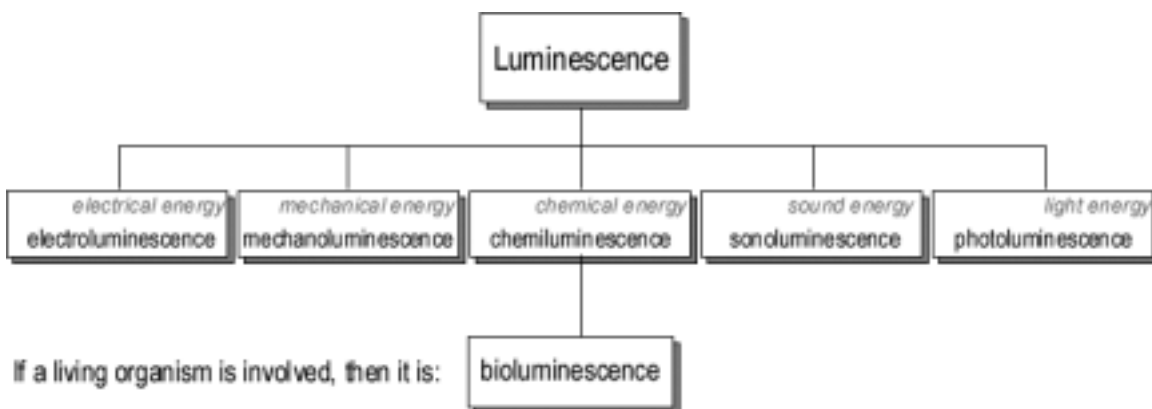 Luminescence
electrical energy
electroluminescence
mechanical energy
mechanoluminescence
chemical energy
chemiluminescence
sound energy
sonoluminescence
light energy
photoluminescence
If a living organism is involved, then it is:
bioluminescence